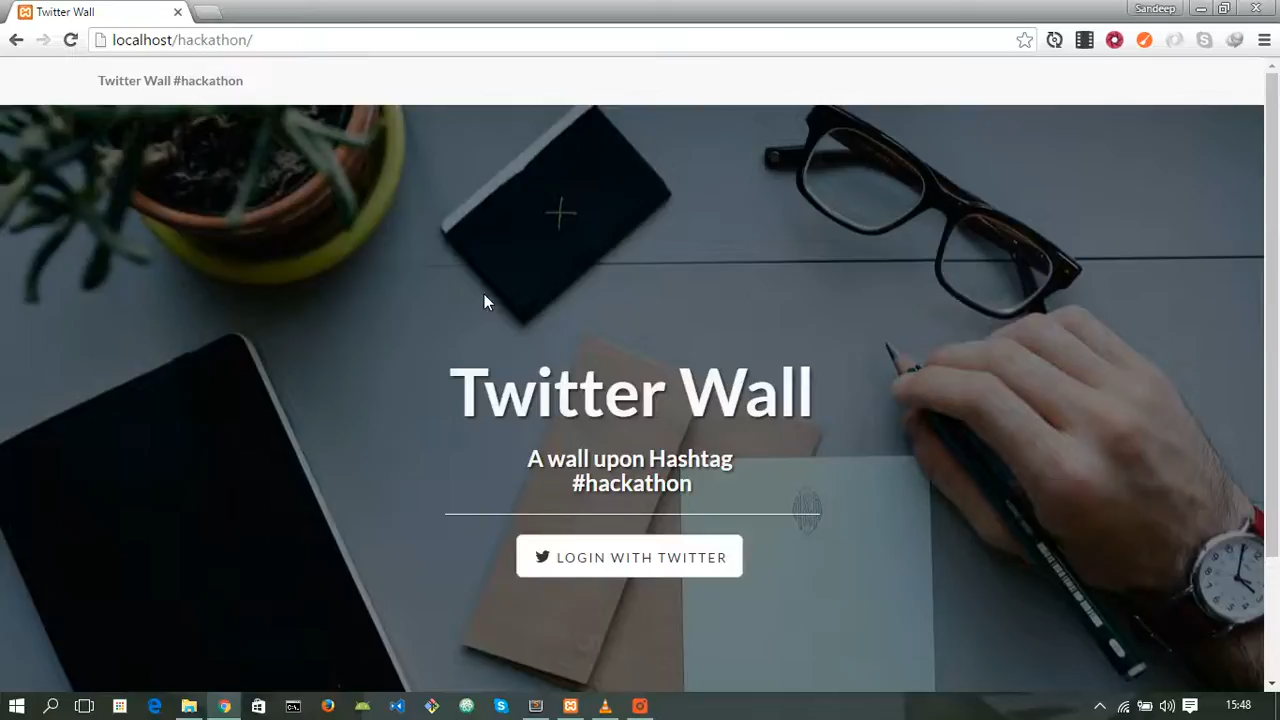 Twitter Wall
Sandeep
localhost/hackathon/
Twitter Wall #hackathon
Twitter Wall
A wall upon Hashtag
#hackathon
LOGIN WITH TWITTER
15:48